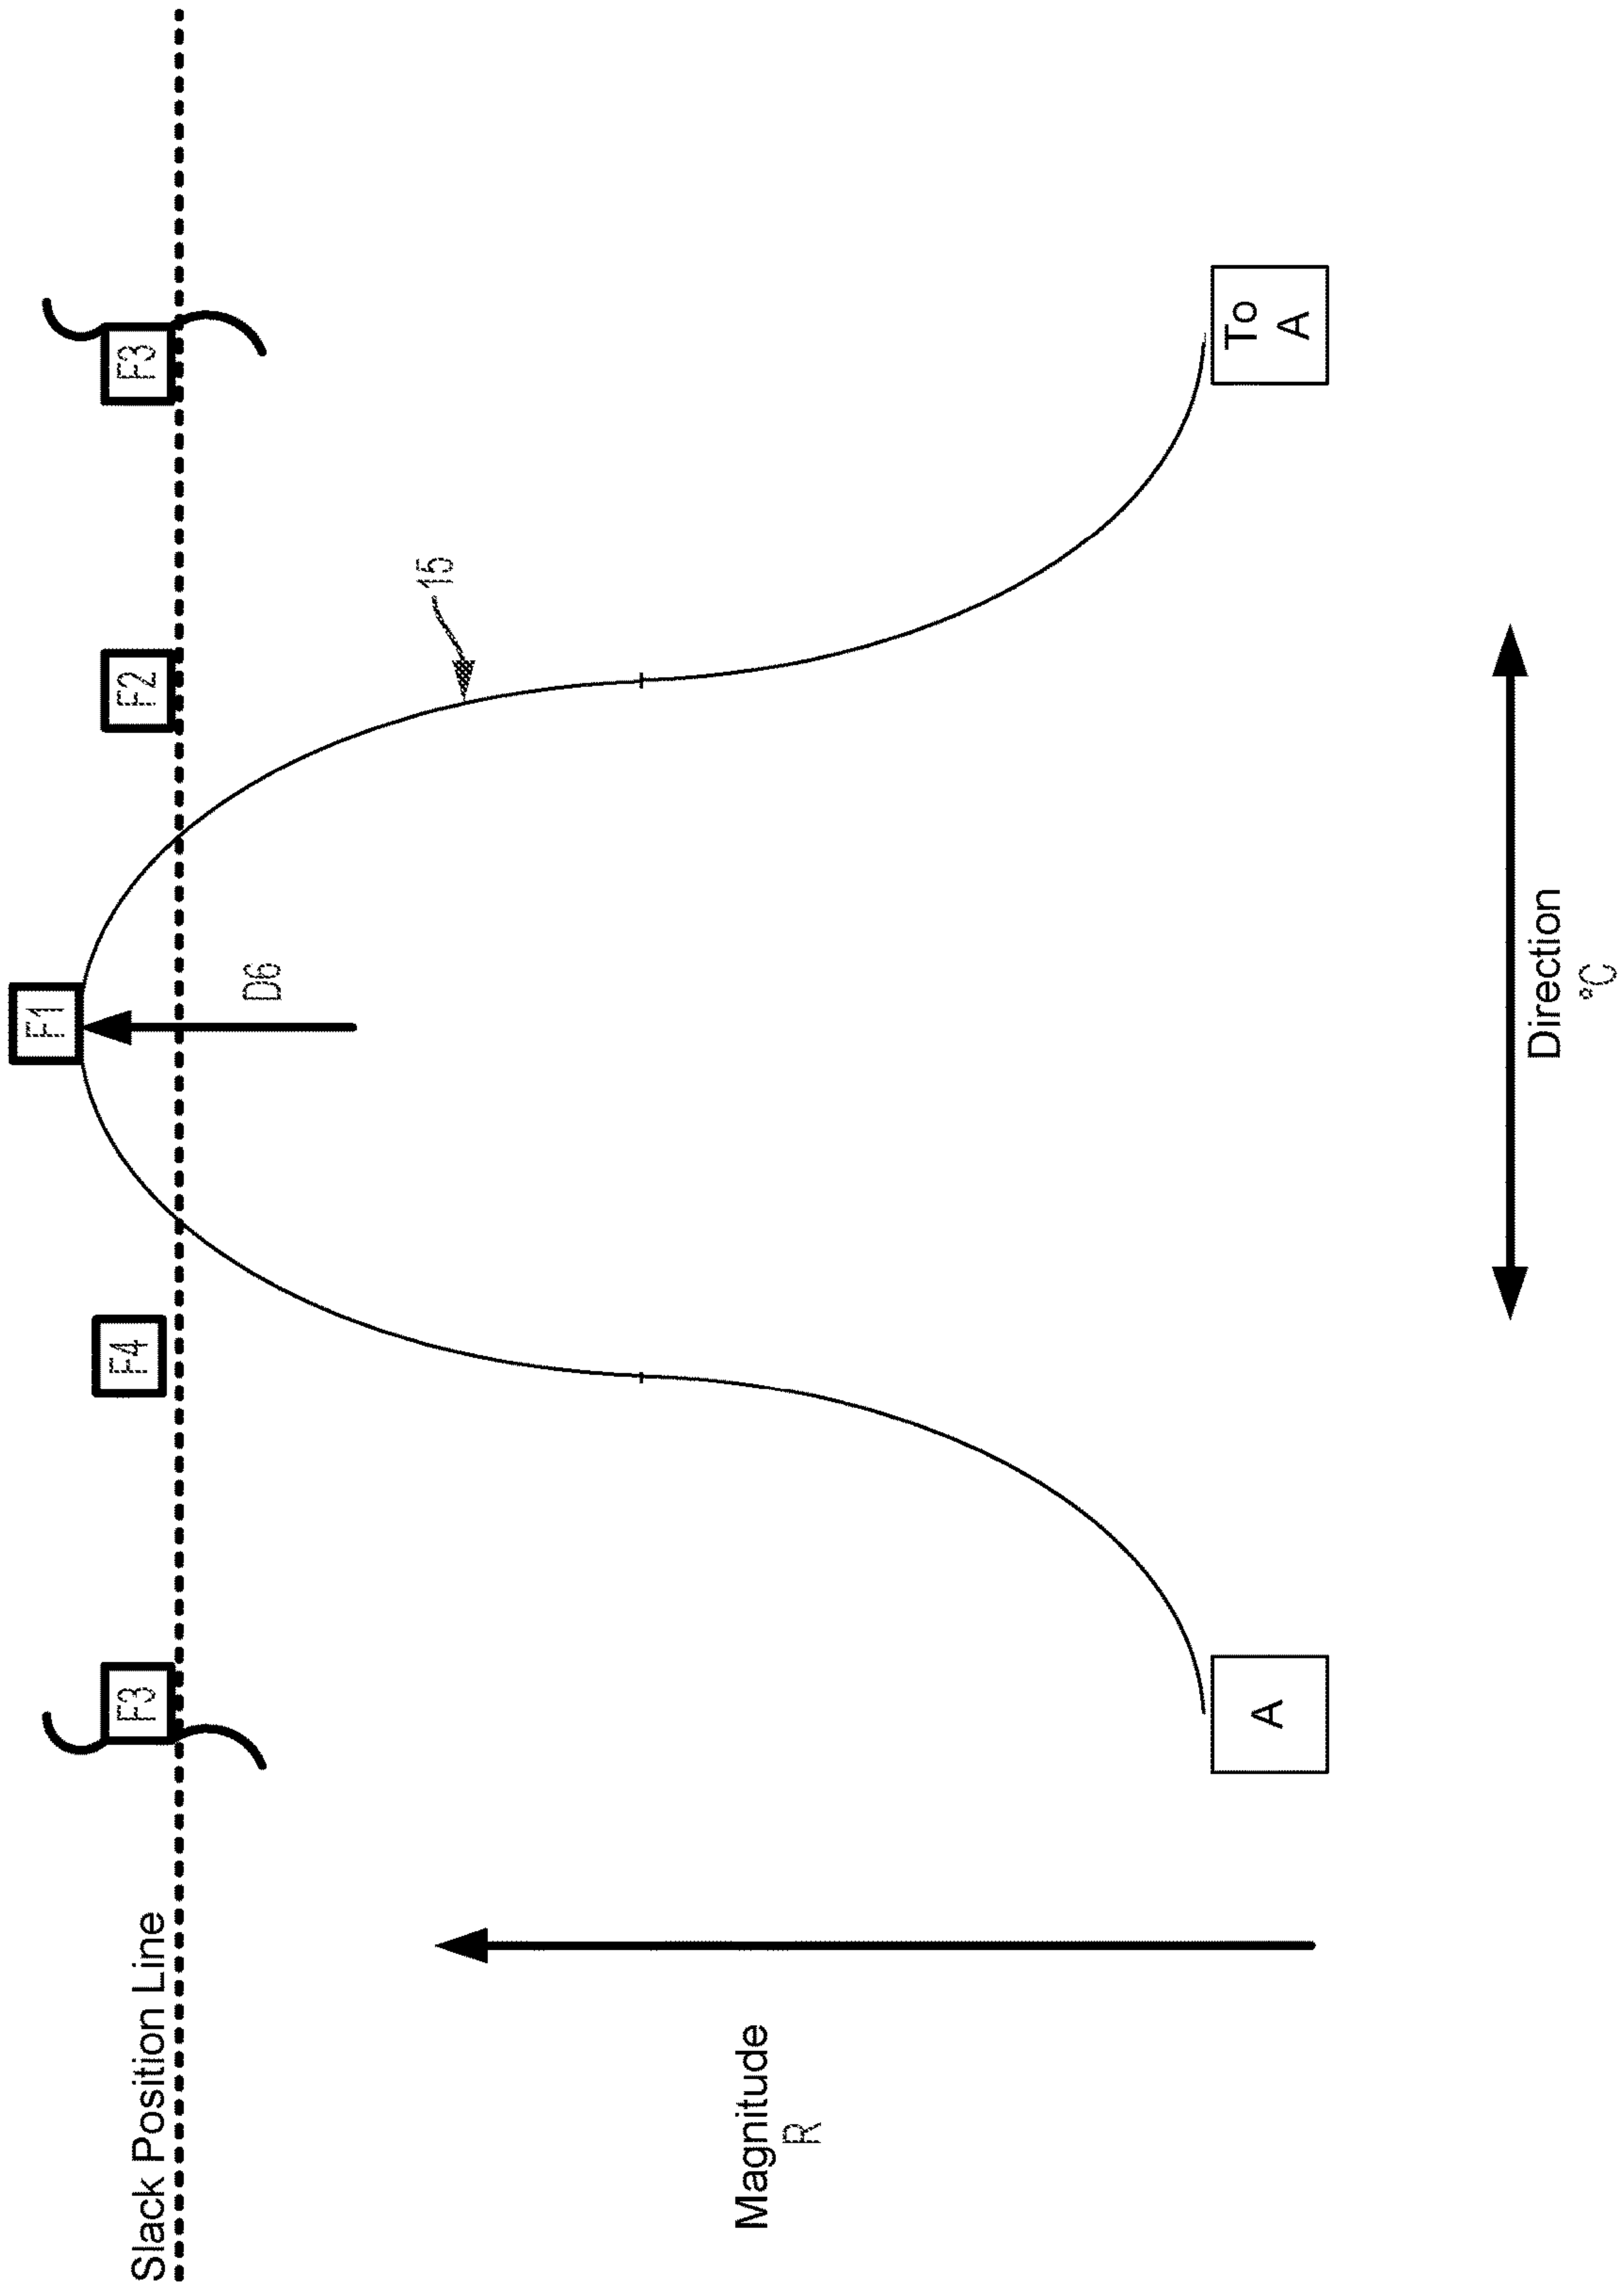 F1
Slack Position Line
F3
F4
F2
F3
D6
15
Magnitude
R
A
To
A
Direction
°C